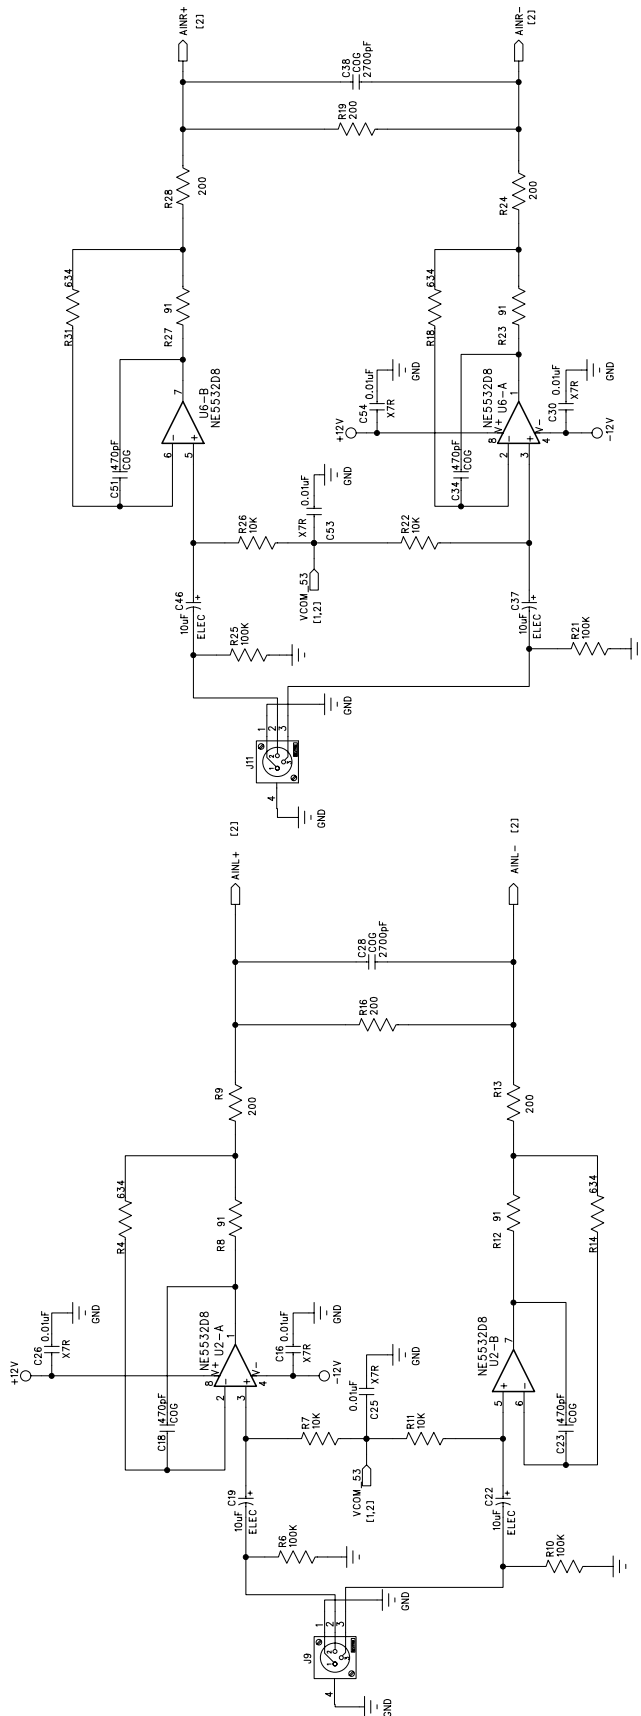 AINR+
[2]
AINR-
[2]
C38
COG
2700pF
R19
200
R28
200
R24
200
634
R31
91
R27
634
R18
91
R23
7
U6-B
NE5532D8
6
5
-
+
470pF
C51
COG
+12V
C54
0.01uF
X7R
GND
NE5532D8
U6-A
1
8
V+
V-
4
2
3
-
+
470pF
C34
COG
C30
0.01uF
X7R
GND
-12V
R26
10K
0.01uF
X7R
C53
GND
VCOM_53
[1,2]
R22
10K
10uF
C46
+
ELEC
R25
100K
10uF
C37
+
ELEC
R21
100K
J11
1
2
3
4
1
2
3
GND
GND
AINL+
[2]
AINL-
[2]
C28
COG
2700pF
R16
200
R9
200
R13
200
634
R4
91
R8
91
R12
634
R14
+12V
C26
0.01uF
X7R
GND
NE5532D8
U2-A
1
8
V+
V-
4
2
3
-
+
470pF
C18
COG
C16
0.01uF
X7R
GND
-12V
NE5532D8
U2-B
7
5
6
+
-
470pF
C23
COG
R7
10K
0.01uF
X7R
C25
GND
VCOM_53
[1,2]
R11
10K
10uF
C19
+
ELEC
R6
100K
10uF
C22
+
ELEC
R10
100K
J9
1
2
3
4
1
2
3
GND
GND